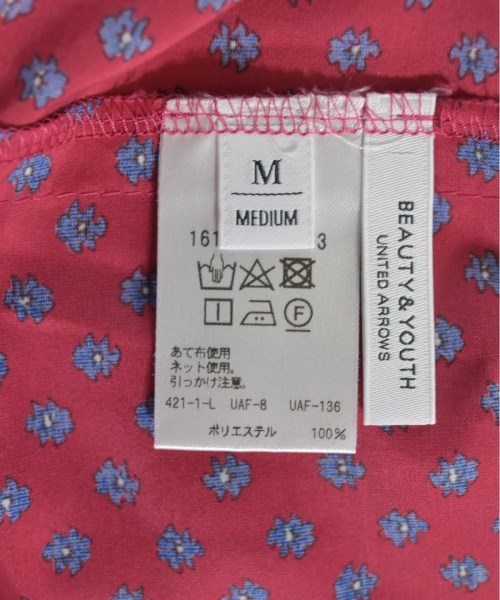 M
MEDIUM
161 3
あて布使用
ネット使用。
引っかけ注意。
421-1-L UAF-8 UAF-136
ポリエステル 100%
BEAUTY & YOUTH
UNITED ARROWS
F